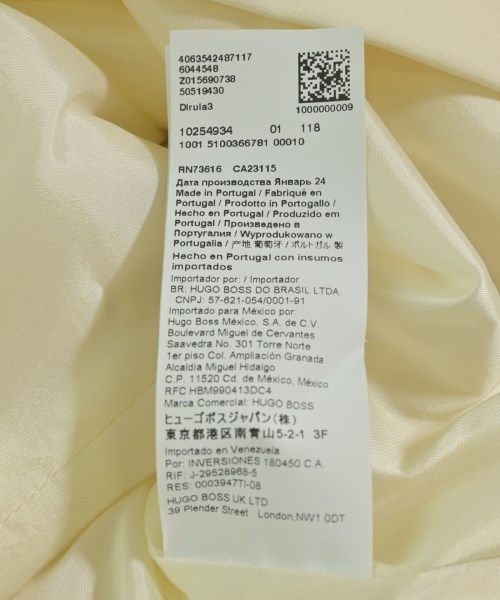 4063542487117
6044548
Z015690738
50519430
Dirula3
1000000009
10254934 01 118
1001 5100366781 00010
RN73616 CA23115
Дата производства Январь 24
Made in Portugal / Fabriqué en
Portugal / Prodotto in Portogallo /
Hecho en Portugal / Produzido em
Portugal / Произведено в
Португалия / Wyprodukowano w
Portugalia / 产地 葡萄牙 / ポルトガル 製
Hecho en Portugal con insumos
importados
Importador por: / Importador
BR: HUGO BOSS DO BRASIL LTDA.
CNPJ: 57-621-054/0001-91
Importado para México por:
Hugo Boss México, S.A. de C.V.
Boulevard Miguel de Cervantes
Saavedra No. 301 Torre Norte
1er piso Col. Ampliación Granada
Alcaldía Miguel Hidalgo
C.P. 11520 Cd. de México, México
RFC HBM990413DC4
Marca Comercial: HUGO BOSS
ヒューゴボスジャパン(株)
東京都港区南青山5-2-1 3F
Importado en Venezuela
Por: INVERSIONES 180450 C.A.
RIF: J-29528968-5
RES: 0003947TI-08
HUGO BOSS UK LTD
39 Plender Street London,NW1 0DT